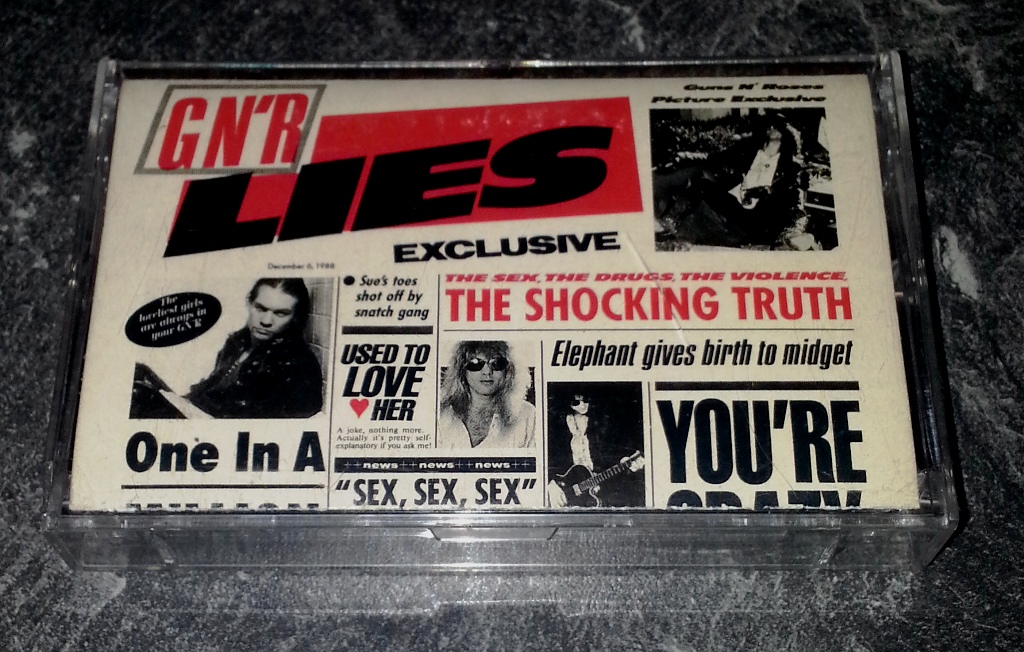 GN'R
LIES
EXCLUSIVE
Guns N' Roses
Picture Exclusive
December 6, 1988
The
loveliest girls
are always in
your GN'R
• Sue's toes
shot off by
snatch gang
THE SEX, THE DRUGS, THE VIOLENCE,
THE SHOCKING TRUTH
USED TO
LOVE
♥ HER
A joke, nothing more.
Actually it's pretty self-
explanatory if you ask me!
Elephant gives birth to midget
One In A
MILLION
news news news
"SEX, SEX, SEX"
YOU'RE
CRAZY